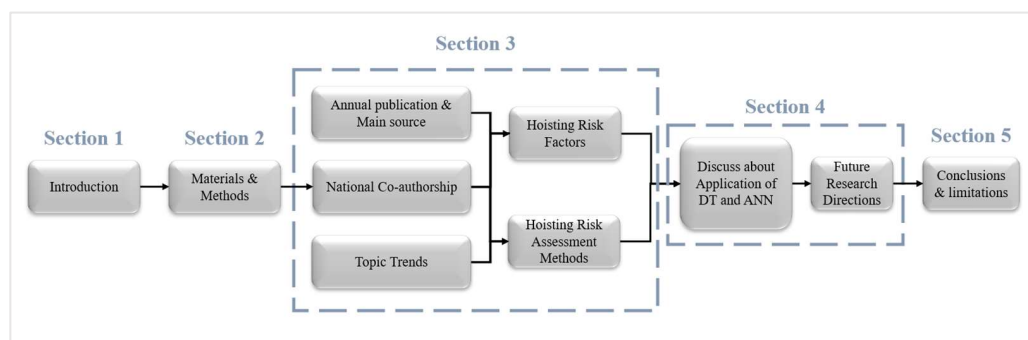 Section 1
Introduction
Section 2
Materials &
Methods
Section 3
Annual publication &
Main source
National Co-authorship
Topic Trends
Hoisting Risk
Factors
Hoisting Risk
Assessment
Methods
Section 4
Discuss about
Application of
DT and ANN
Future
Research
Directions
Section 5
Conclusions
& limitations